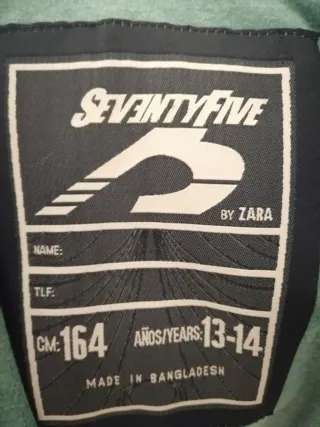 SEVENTYFIVE
BY ZARA
NAME:
TLF:
CM: 164 AÑOS/YEARS: 13-14
MADE IN BANGLADESH